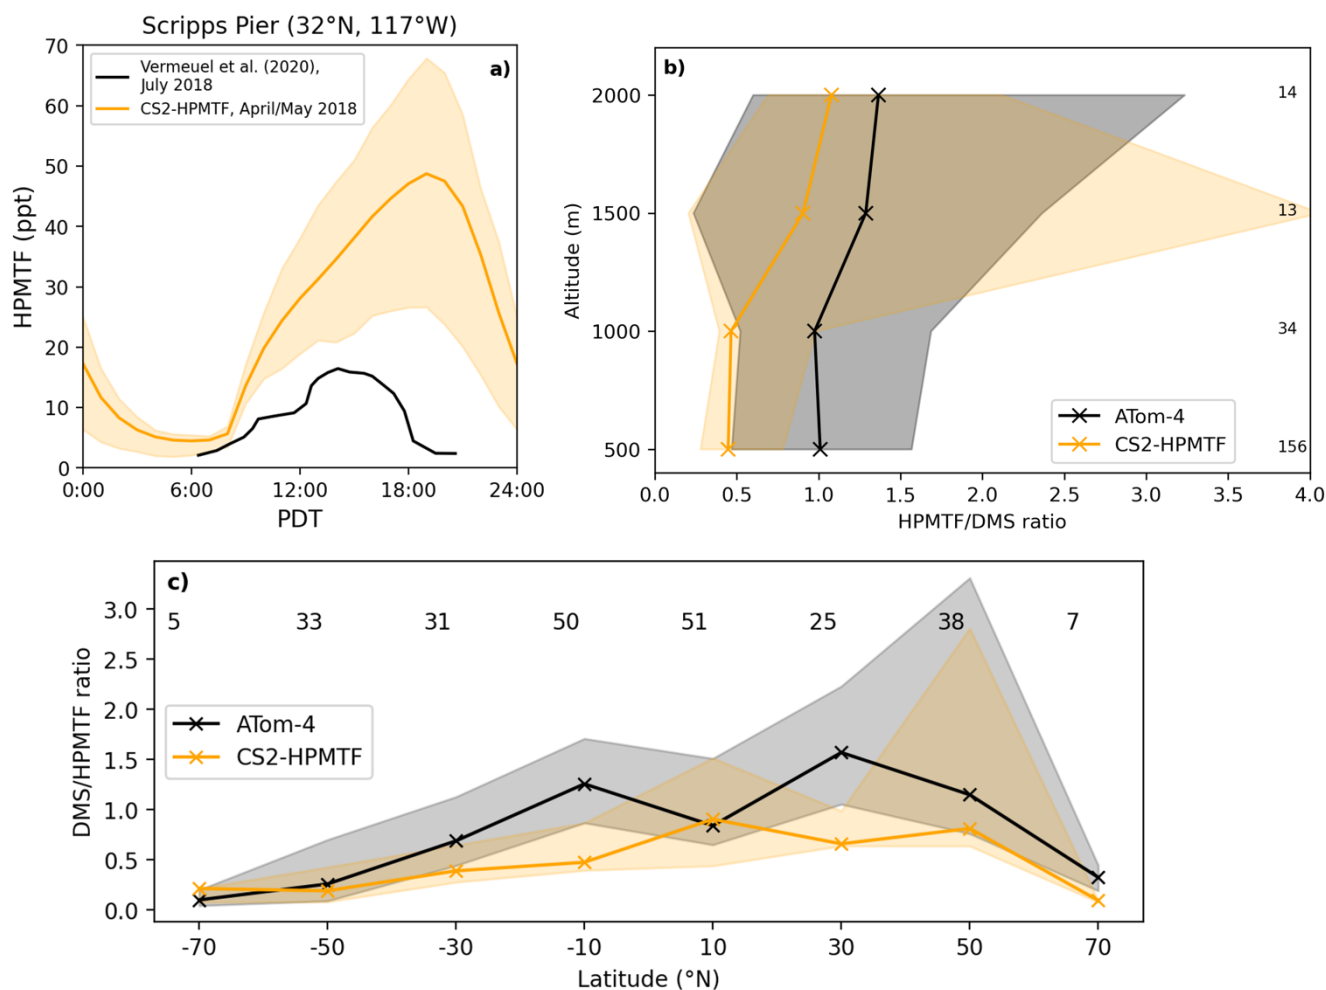 Scripps Pier (32°N, 117°W)
70
60
50
40
30
20
10
0
HPMTF (ppt)
Vermeuel et al. (2020),
July 2018
CS2-HPMTF, April/May 2018
a)
0:00 6:00 12:00 18:00 24:00
PDT
b)
2000
1500
1000
500
Altitude (m)
14
13
34
156
ATom-4
CS2-HPMTF
0.0 0.5 1.0 1.5 2.0 2.5 3.0 3.5 4.0
HPMTF/DMS ratio
c)
3.0
2.5
2.0
1.5
1.0
0.5
0.0
DMS/HPMTF ratio
5 33 31 50 51 25 38 7
ATom-4
CS2-HPMTF
-70 -50 -30 -10 10 30 50 70
Latitude (°N)